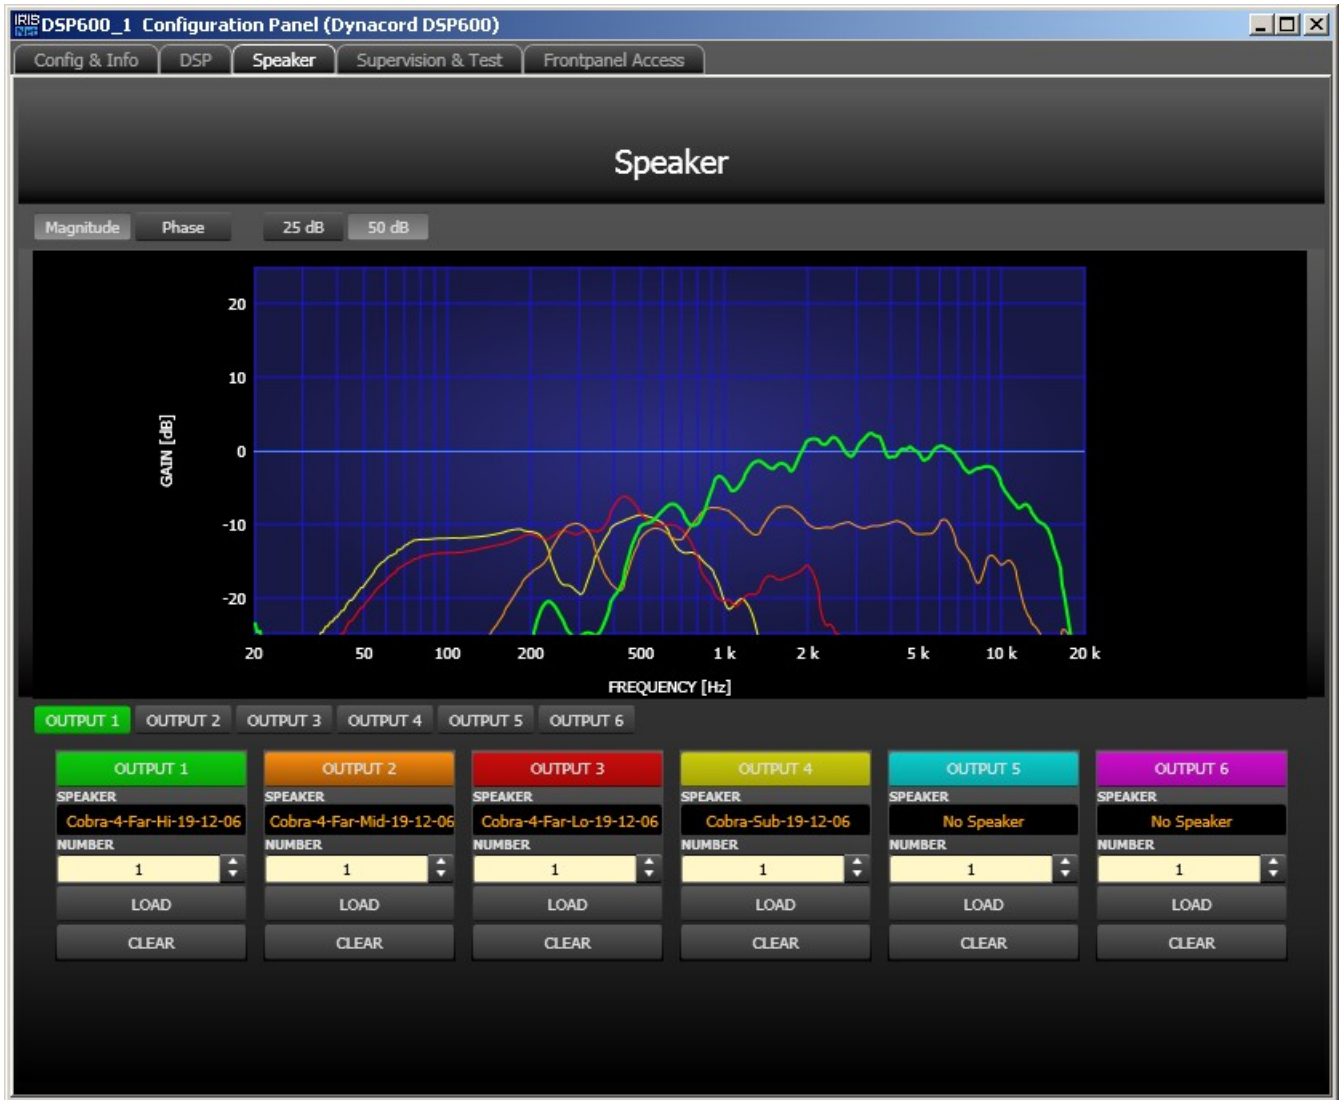 IRIS NET DSP600_1 Configuration Panel (Dynacord DSP600)
Config & Info DSP Speaker Supervision & Test Frontpanel Access
Speaker
Magnitude Phase 25 dB 50 dB
20
10
0
-10
-20
GAIN [dB]
20 50 100 200 500 1 k 2 k 5 k 10 k 20 k
FREQUENCY [Hz]
OUTPUT 1 OUTPUT 2 OUTPUT 3 OUTPUT 4 OUTPUT 5 OUTPUT 6
OUTPUT 1 OUTPUT 2 OUTPUT 3 OUTPUT 4 OUTPUT 5 OUTPUT 6
SPEAKER SPEAKER SPEAKER SPEAKER SPEAKER SPEAKER
Cobra-4-Far-Hi-19-12-06 Cobra-4-Far-Mid-19-12-06 Cobra-4-Far-Lo-19-12-06 Cobra-Sub-19-12-06 No Speaker No Speaker
NUMBER NUMBER NUMBER NUMBER NUMBER NUMBER
1 1 1 1 1 1
LOAD LOAD LOAD LOAD LOAD LOAD
CLEAR CLEAR CLEAR CLEAR CLEAR CLEAR